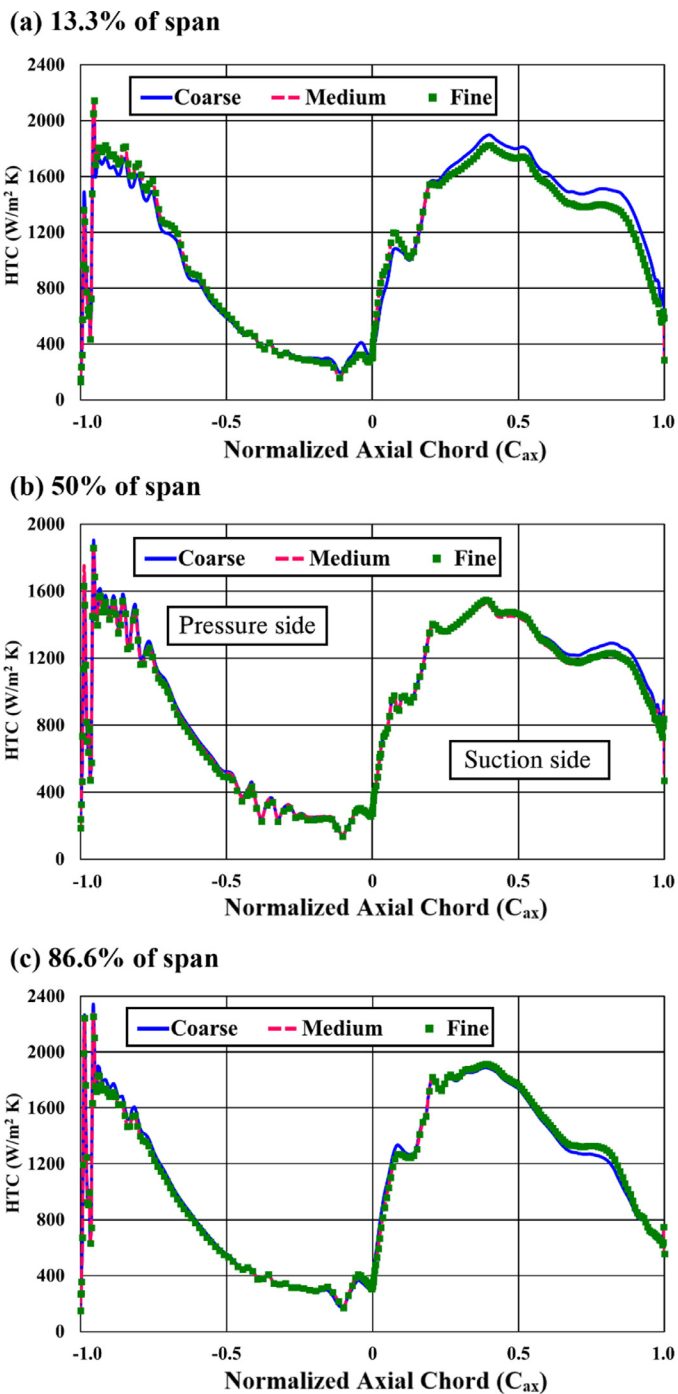 (a) 13.3% of span
2400
Coarse Medium Fine
2000
1600
1200
800
400
0
HTC (W/m² K)
-1.0 -0.5 0 0.5 1.0
Normalized Axial Chord (Cax)
(b) 50% of span
2000
Coarse Medium Fine
1600
Pressure side
1200
800
Suction side
400
0
HTC (W/m² K)
-1.0 -0.5 0 0.5 1.0
Normalized Axial Chord (Cax)
(c) 86.6% of span
2400
Coarse Medium Fine
2000
1600
1200
800
400
0
HTC (W/m² K)
-1.0 -0.5 0 0.5 1.0
Normalized Axial Chord (Cax)